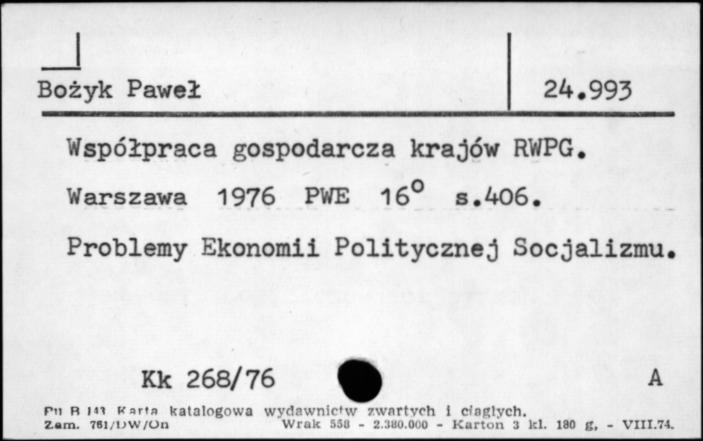 Bożyk Paweł 24.993
Współpraca gospodarcza krajów RWPG.
Warszawa 1976 PWE 16° s.406.
Problemy Ekonomii Politycznej Socjalizmu.
Kk 268/76 A
Pu B 143 Karta katalogowa wydawnictw zwartych i ciągłych.
Zam. 761/DW/On Wrak 558 - 2.380.000 - Karton 3 kl. 180 g, - VIII.74.